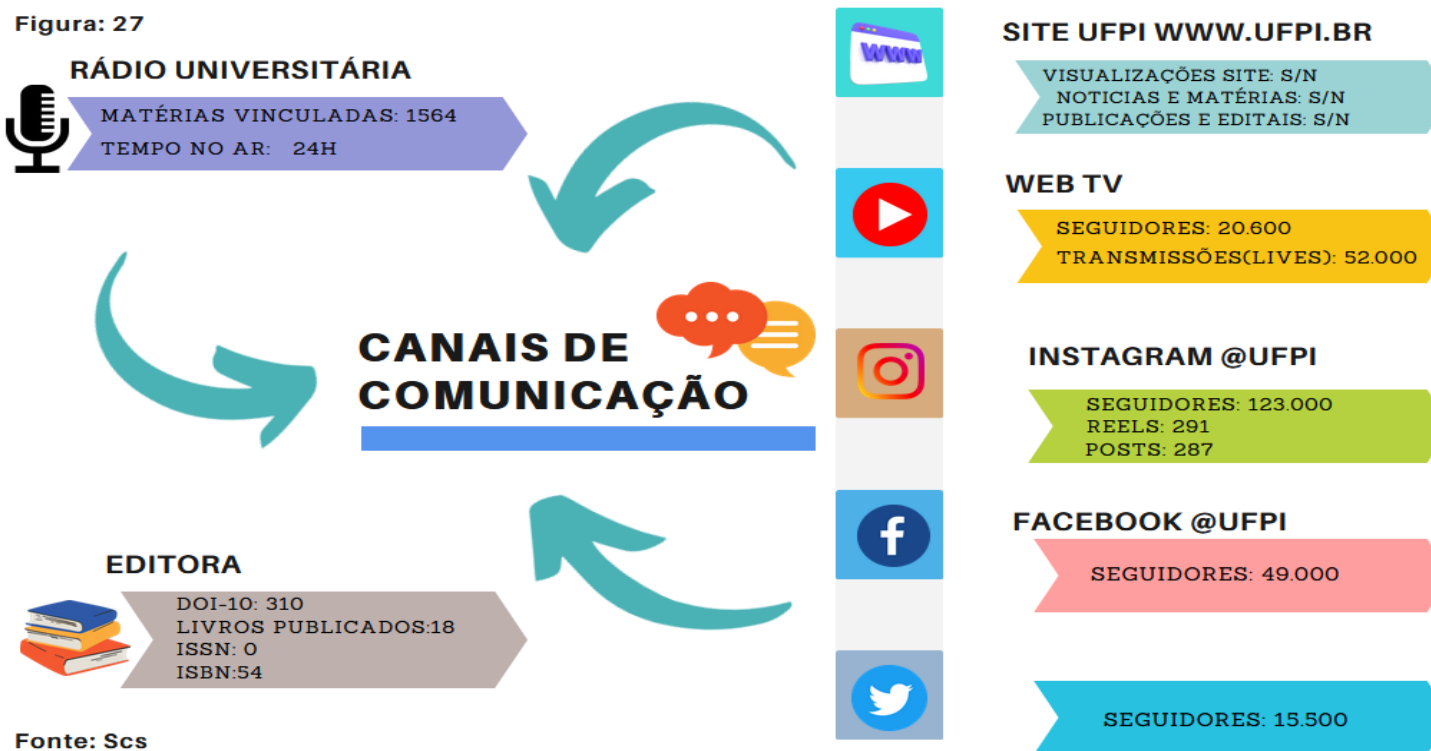 Figura: 27
RÁDIO UNIVERSITÁRIA
MATÉRIAS VINCULADAS: 1564
TEMPO NO AR: 24H
CANAIS DE
COMUNICAÇÃO
EDITORA
DOI-10: 310
LIVROS PUBLICADOS:18
ISSN: 0
ISBN:54
Fonte: Scs
WWW
SITE UFPI WWW.UFPI.BR
VISUALIZAÇÕES SITE: S/N
NOTICIAS E MATÉRIAS: S/N
PUBLICAÇÕES E EDITAIS: S/N
WEB TV
SEGUIDORES: 20.600
TRANSMISSÕES(LIVES): 52.000
INSTAGRAM @UFPI
SEGUIDORES: 123.000
REELS: 291
POSTS: 287
FACEBOOK @UFPI
SEGUIDORES: 49.000
SEGUIDORES: 15.500